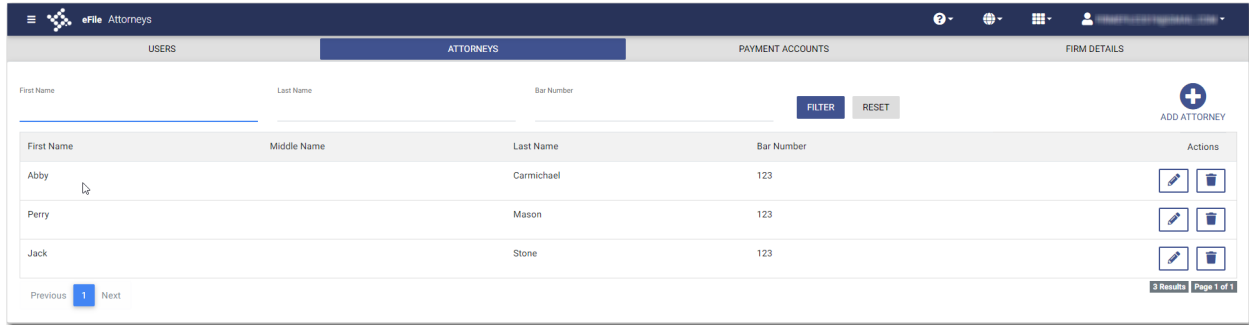 eFile Attorneys
USERS ATTORNEYS PAYMENT ACCOUNTS FIRM DETAILS
First Name Last Name Bar Number
FILTER RESET
ADD ATTORNEY
First Name Middle Name Last Name Bar Number Actions
Abby Carmichael 123
Perry Mason 123
Jack Stone 123
Previous 1 Next
3 Results Page 1 of 1